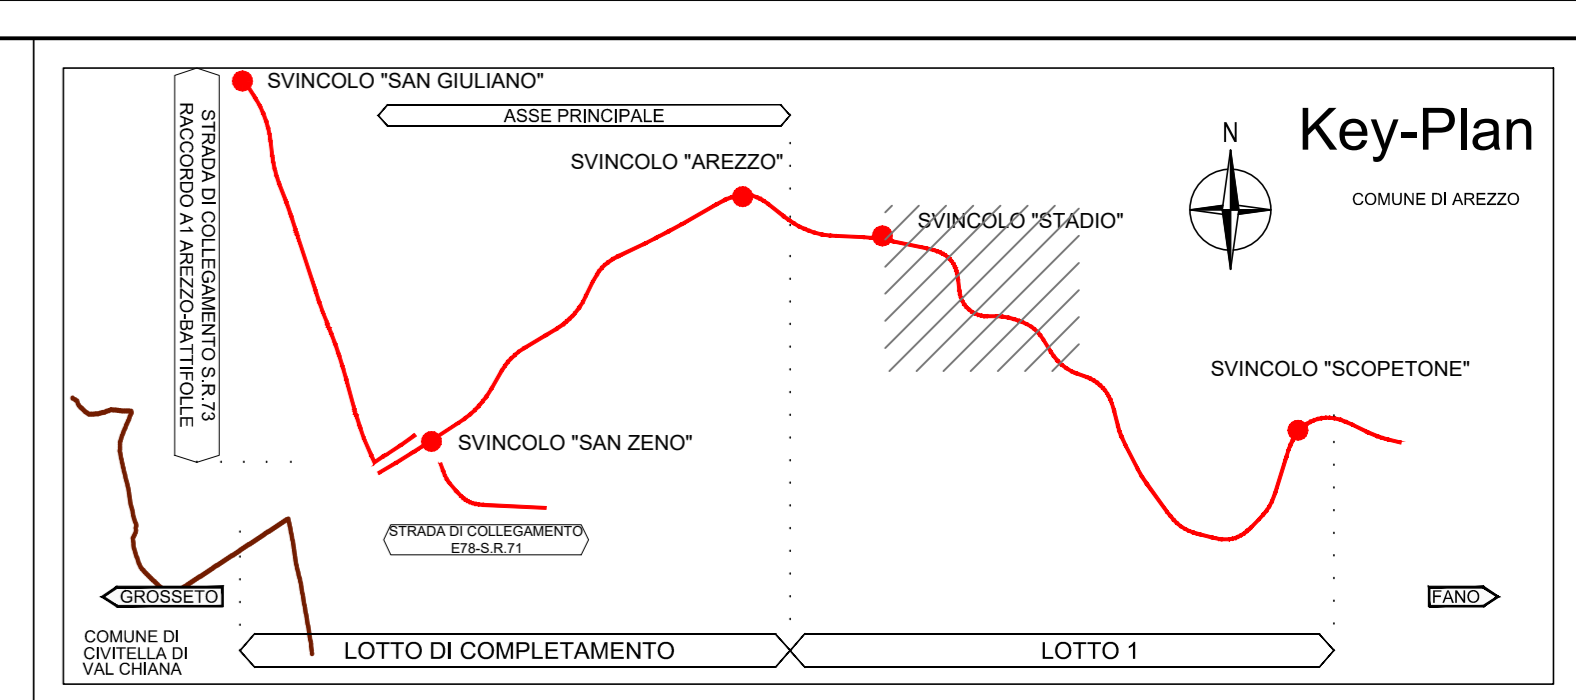 SVINCOLO "SAN GIULIANO"
STRADA DI COLLEGAMENTO S.R.73
RACCORDO A1 AREZZO-BATTIFOLLE
ASSE PRINCIPALE
Key-Plan
N
SVINCOLO "AREZZO"
COMUNE DI AREZZO
SVINCOLO "STADIO"
SVINCOLO "SCOPETONE"
SVINCOLO "SAN ZENO"
STRADA DI COLLEGAMENTO
E78-S.R.71
GROSSETO
FANO
COMUNE DI
CIVITELLA DI
VAL CHIANA
LOTTO DI COMPLETAMENTO
LOTTO 1